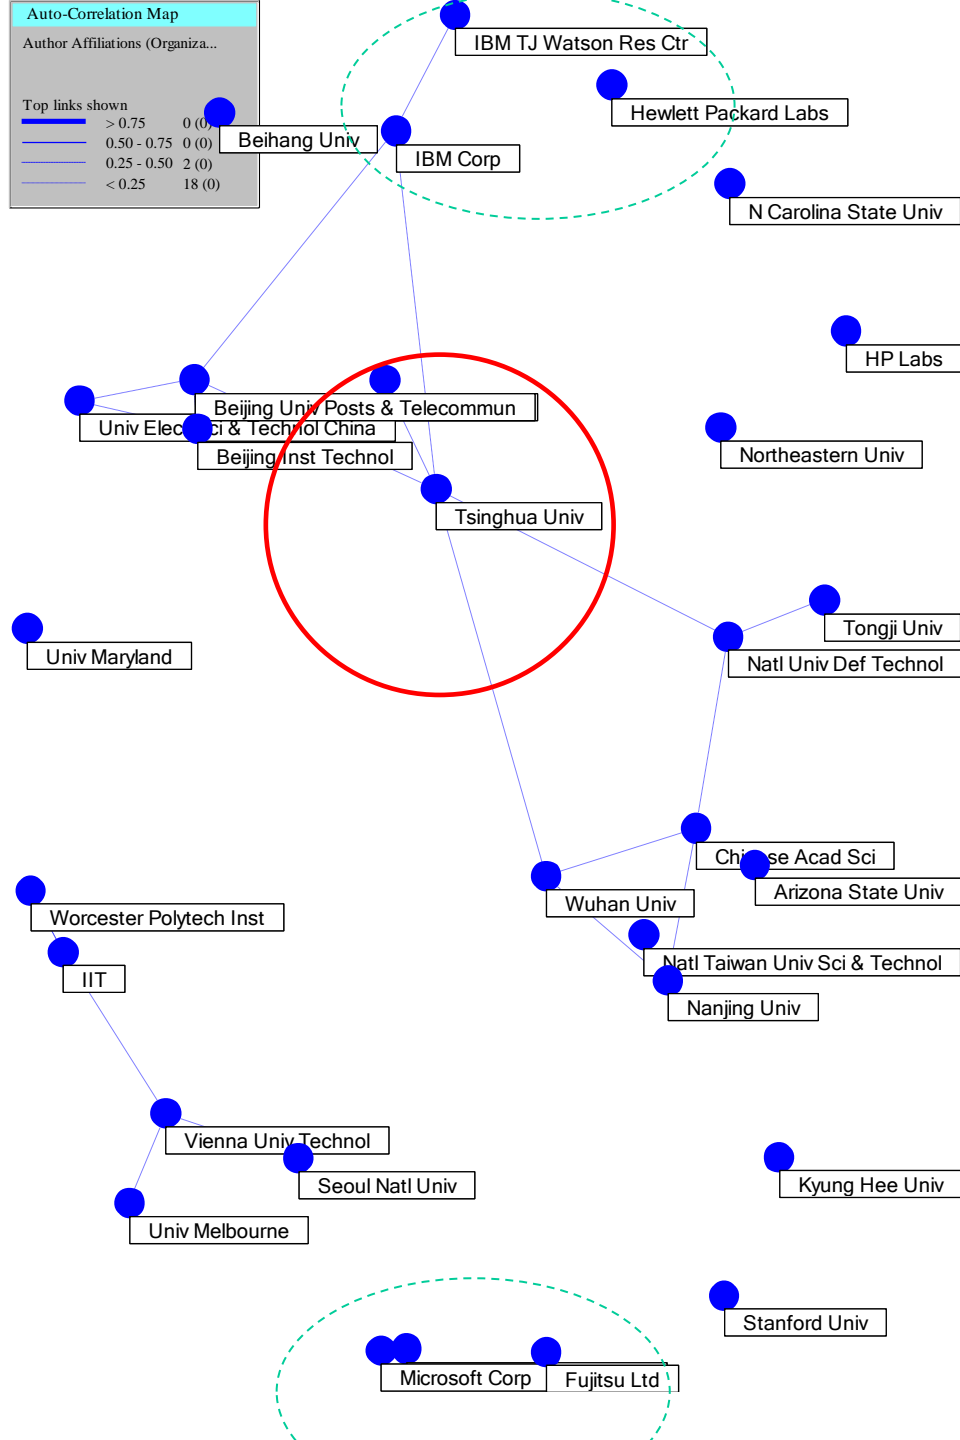 Auto-Correlation Map
Author Affiliations (Organiza...
Top links shown
> 0.75 0 (0)
0.50 - 0.75 0 (0)
0.25 - 0.50 2 (0)
< 0.25 18 (0)
IBM TJ Watson Res Ctr
Hewlett Packard Labs
Beihang Univ
IBM Corp
N Carolina State Univ
HP Labs
Beijing Univ Posts & Telecommun
Univ Elect Sci & Technol China
Beijing Inst Technol
Northeastern Univ
Tsinghua Univ
Tongji Univ
Univ Maryland
Natl Univ Def Technol
Chinese Acad Sci
Arizona State Univ
Wuhan Univ
Worcester Polytech Inst
Natl Taiwan Univ Sci & Technol
IIT
Nanjing Univ
Vienna Univ Technol
Seoul Natl Univ
Kyung Hee Univ
Univ Melbourne
Stanford Univ
Microsoft Corp
Fujitsu Ltd